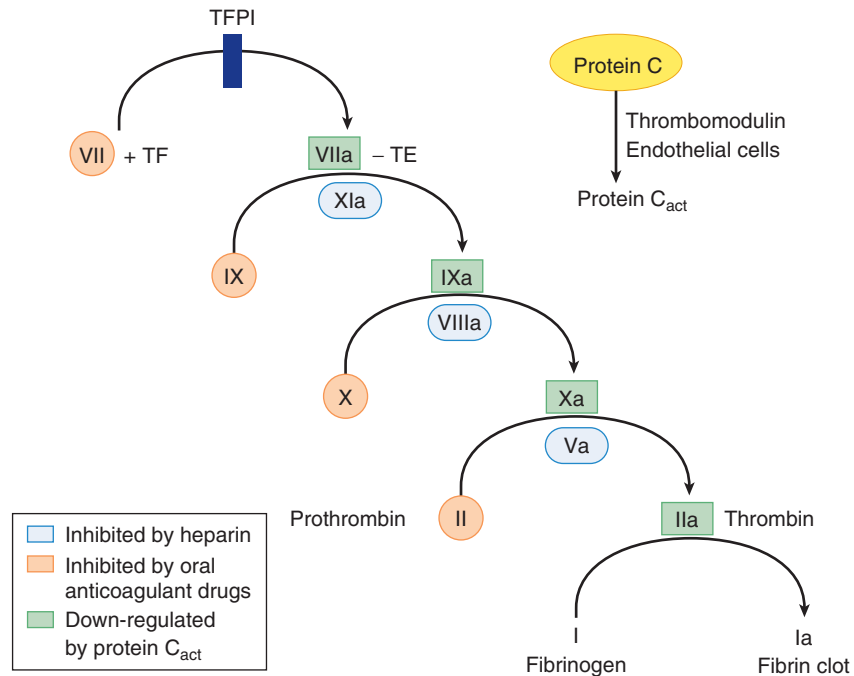 TFPI
Protein C
Thrombomodulin
Endothelial cells
Protein Cact
VII + TF
VIIa – TE
XIa
IX
IXa
VIIIa
X
Xa
Va
Prothrombin II
IIa Thrombin
I
Fibrinogen
Ia
Fibrin clot
Inhibited by heparin
Inhibited by oral
anticoagulant drugs
Down-regulated
by protein Cact